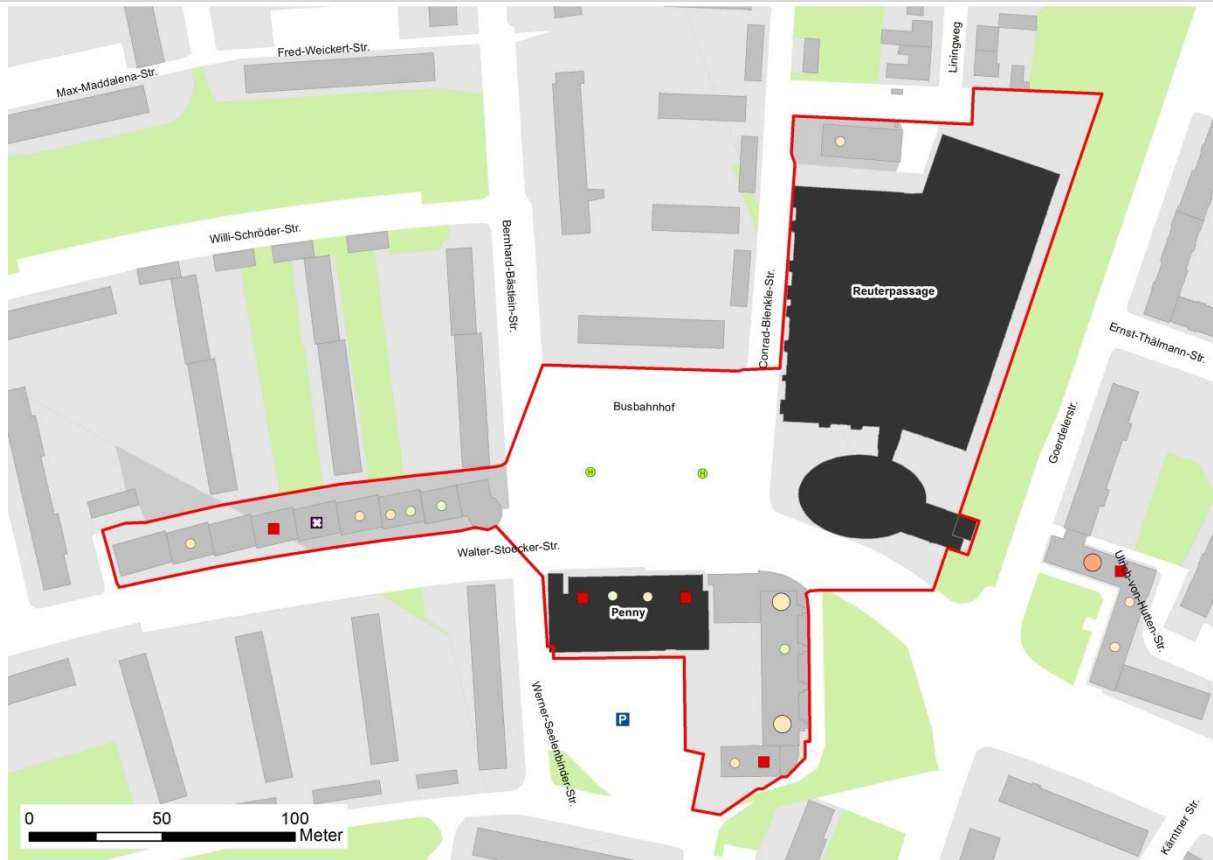 Fred-Weickert-Str.
Max-Maddalena-Str.
Liningweg
Willi-Schröder-Str.
Bernhard-Bästlein-Str.
Conrad-Blenkle-Str.
Reuterpassage
Ernst-Thälmann-Str.
Busbahnhof
Goerdelerstr.
H
H
Walter-Stoecker-Str.
Ulrich-von-Hutten-Str.
Penny
Werner-Seelenbinder-Str.
P
Kärntner Str.
0 50 100
Meter